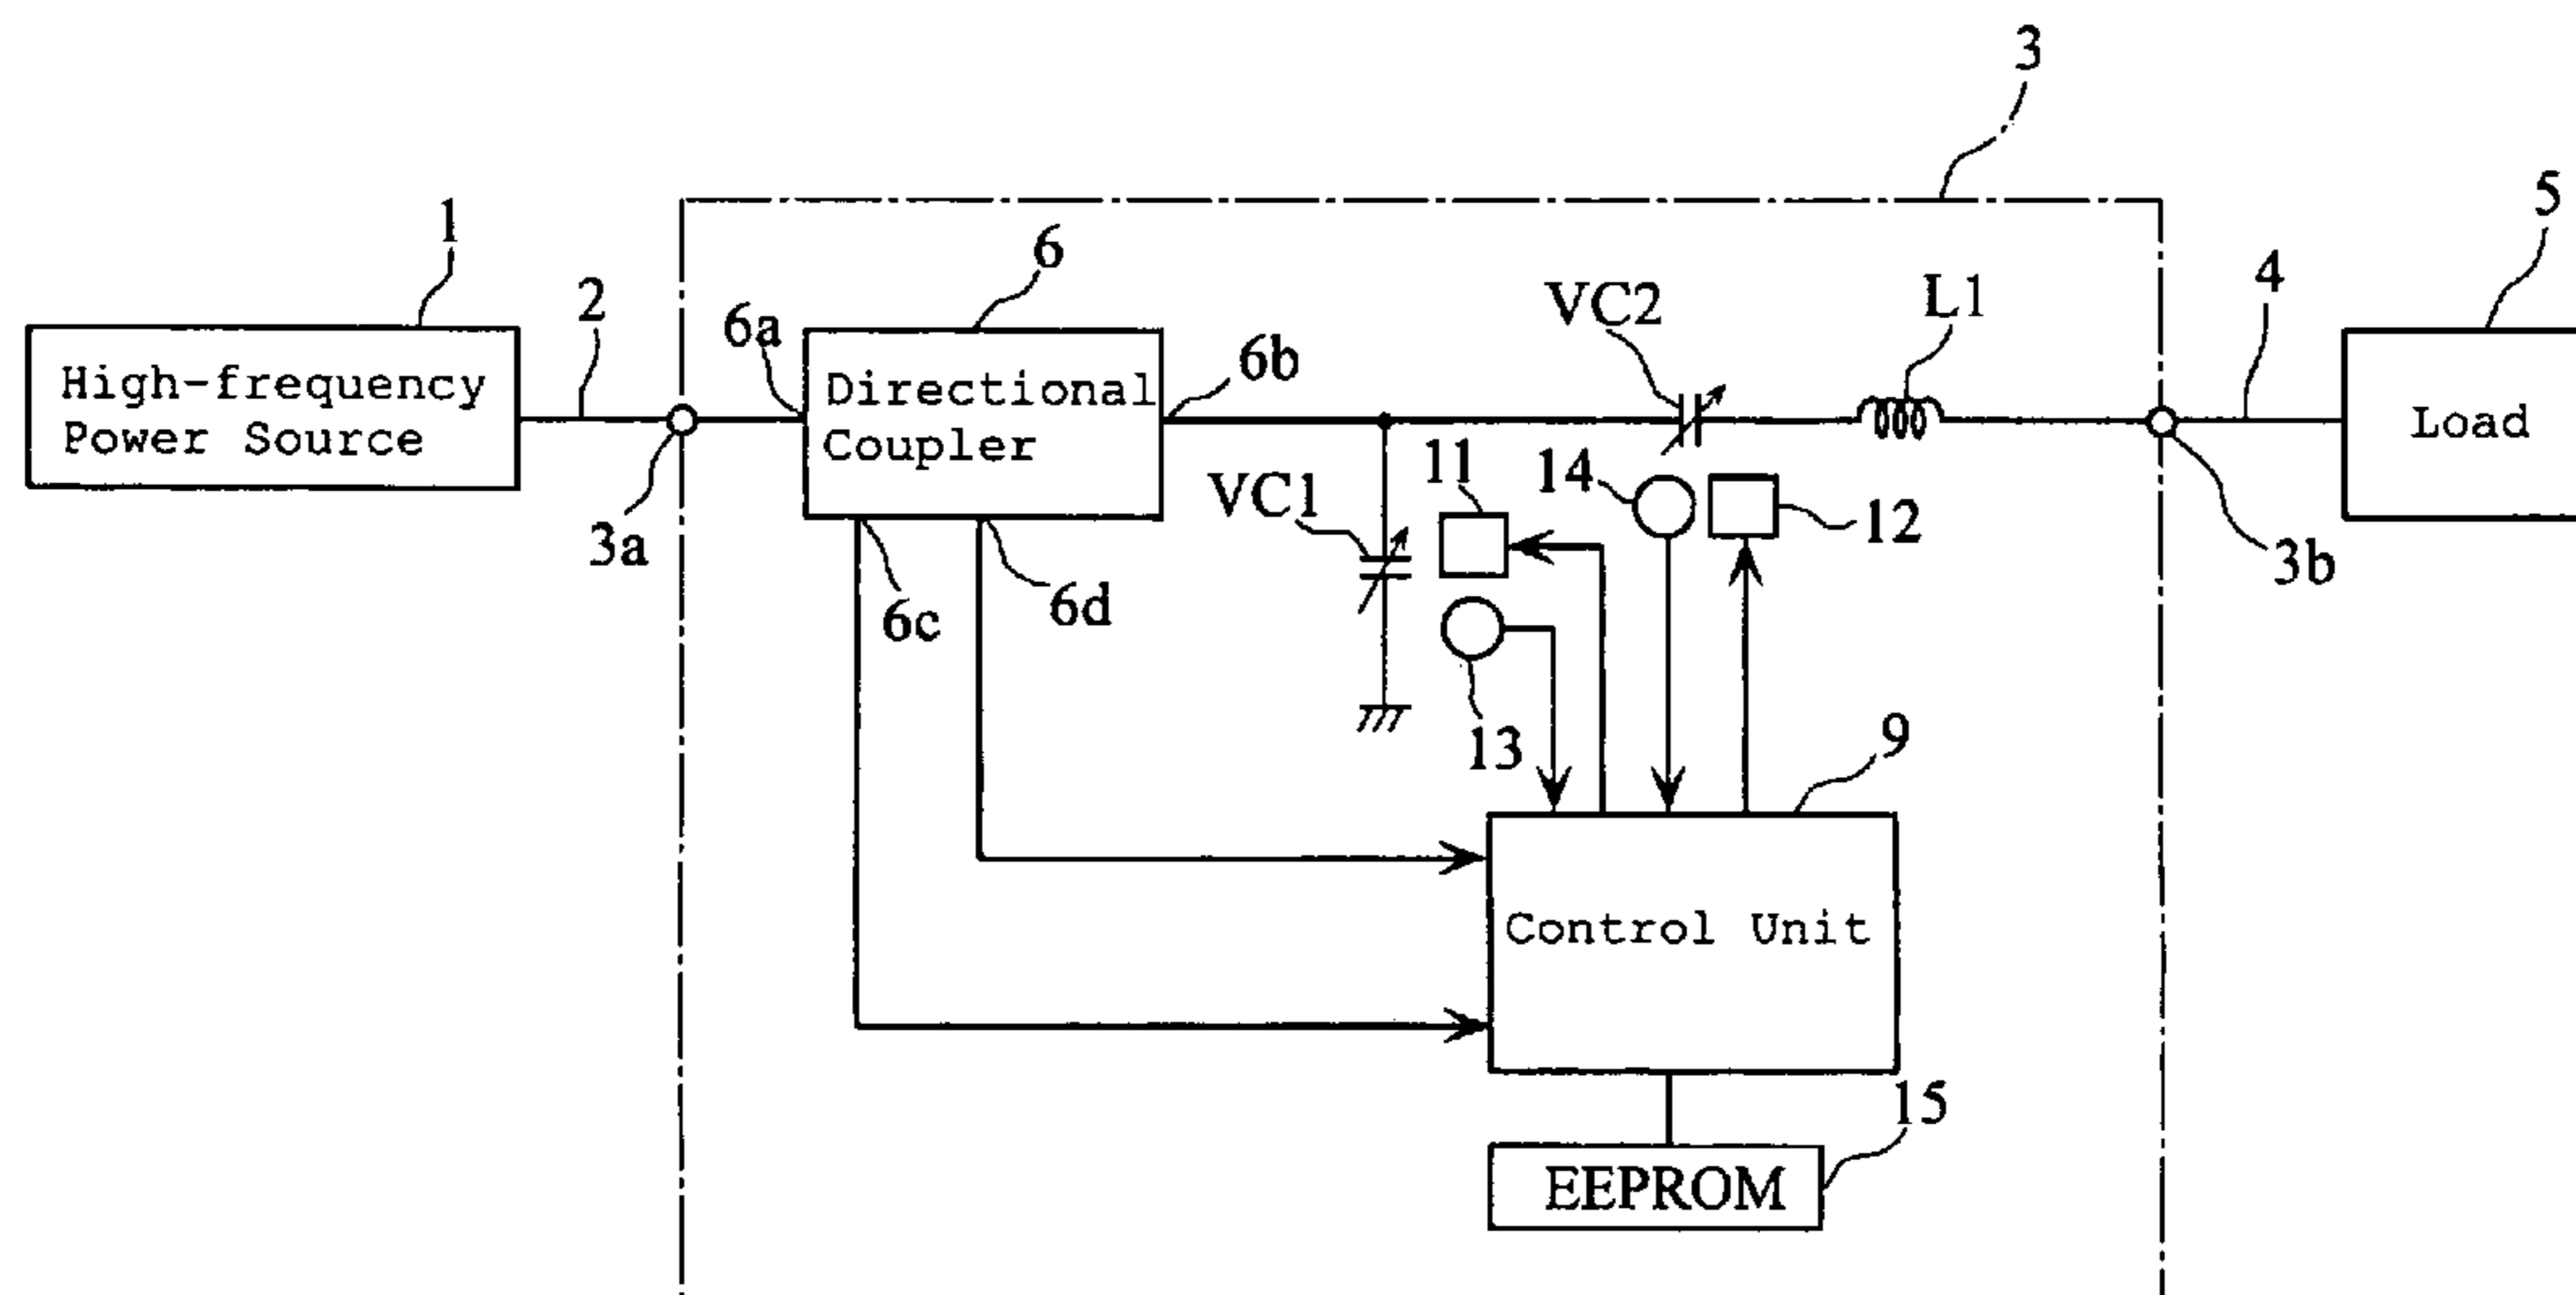 3
1
2
6
6a
6b
VC2
L1
4
5
High-frequency
Power Source
Directional
Coupler
Load
3a
VC1
11
14
12
3b
6c
6d
13
9
Control Unit
15
EEPROM